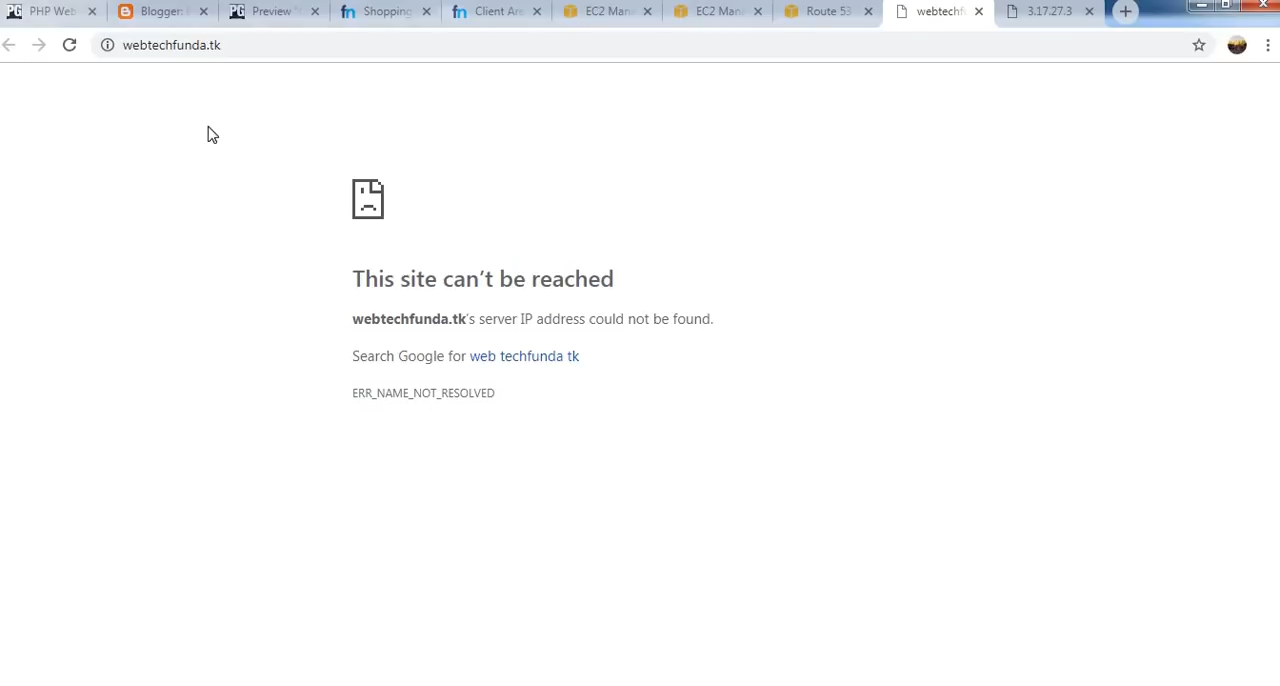 PHP Web Blogger: Preview " Shopping Client Are EC2 Mana EC2 Mana Route 53 webtechf 3.17.27.3
webtechfunda.tk
This site can't be reached
webtechfunda.tk's server IP address could not be found.
Search Google for web techfunda tk
ERR_NAME_NOT_RESOLVED